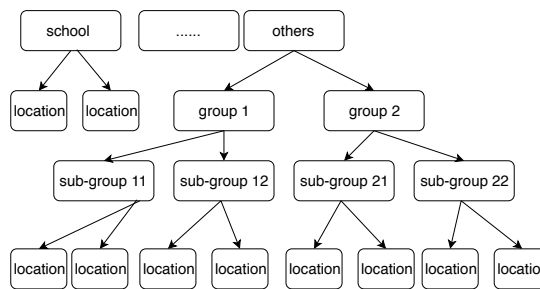 school ...... others
location location group 1 group 2
sub-group 11 sub-group 12 sub-group 21 sub-group 22
location location location location location location location location